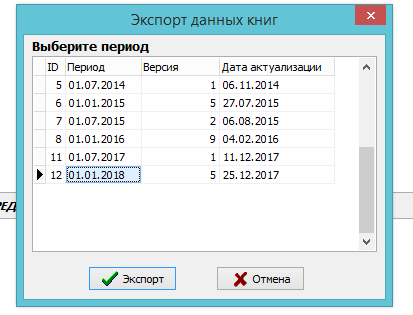 Экспорт данных книг
Выберите период
ID Период Версия Дата актуализации
5 01.07.2014 1 06.11.2014
6 01.01.2015 5 27.07.2015
7 01.07.2015 2 06.08.2015
8 01.01.2016 9 04.02.2016
11 01.07.2017 1 11.12.2017
12 01.01.2018 5 25.12.2017
РЕД
Экспорт Отмена